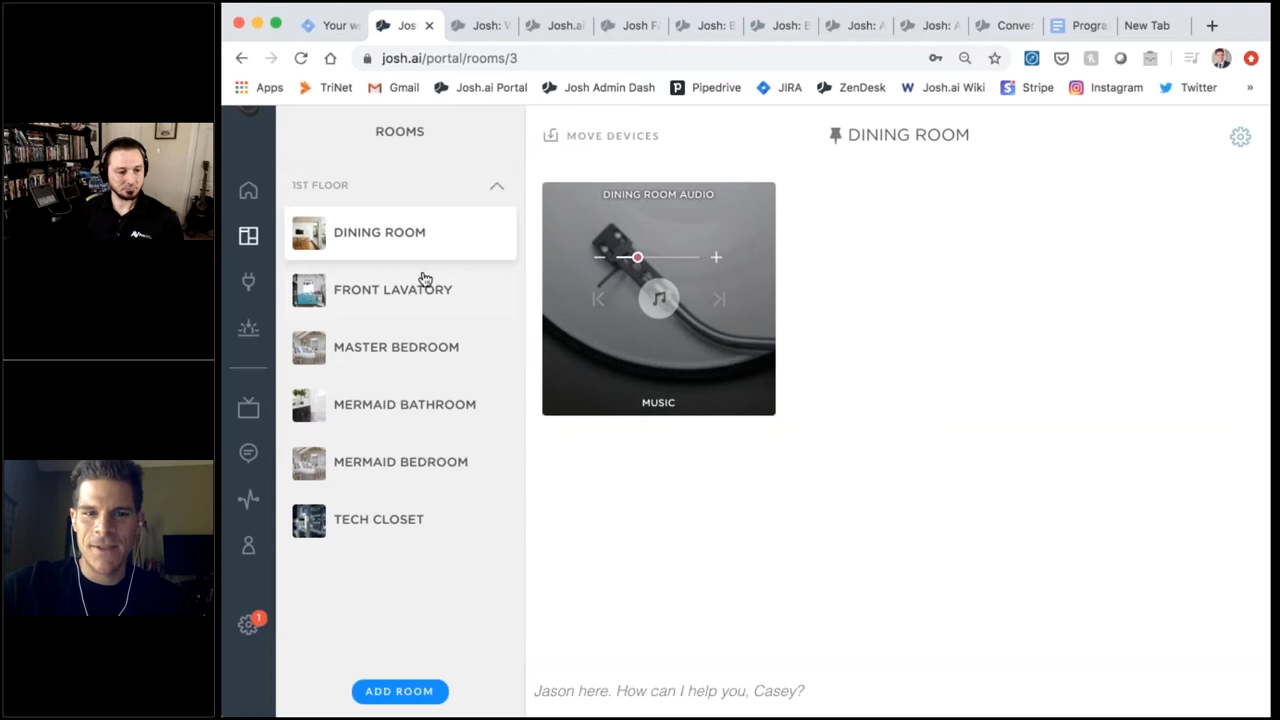 Your w
Jos
Josh: V
Josh.ai
Josh F
Josh: E
Josh: E
Josh: A
Josh: A
Conver
Progra
New Tab
josh.ai/portal/rooms/3
Apps
TriNet
Gmail
Josh.ai Portal
Josh Admin Dash
Pipedrive
JIRA
ZenDesk
Josh.ai Wiki
Stripe
Instagram
Twitter
»
ROOMS
1ST FLOOR
DINING ROOM
FRONT LAVATORY
MASTER BEDROOM
MERMAID BATHROOM
MERMAID BEDROOM
TECH CLOSET
1
ADD ROOM
MOVE DEVICES
DINING ROOM
DINING ROOM AUDIO
MUSIC
Jason here. How can I help you, Casey?